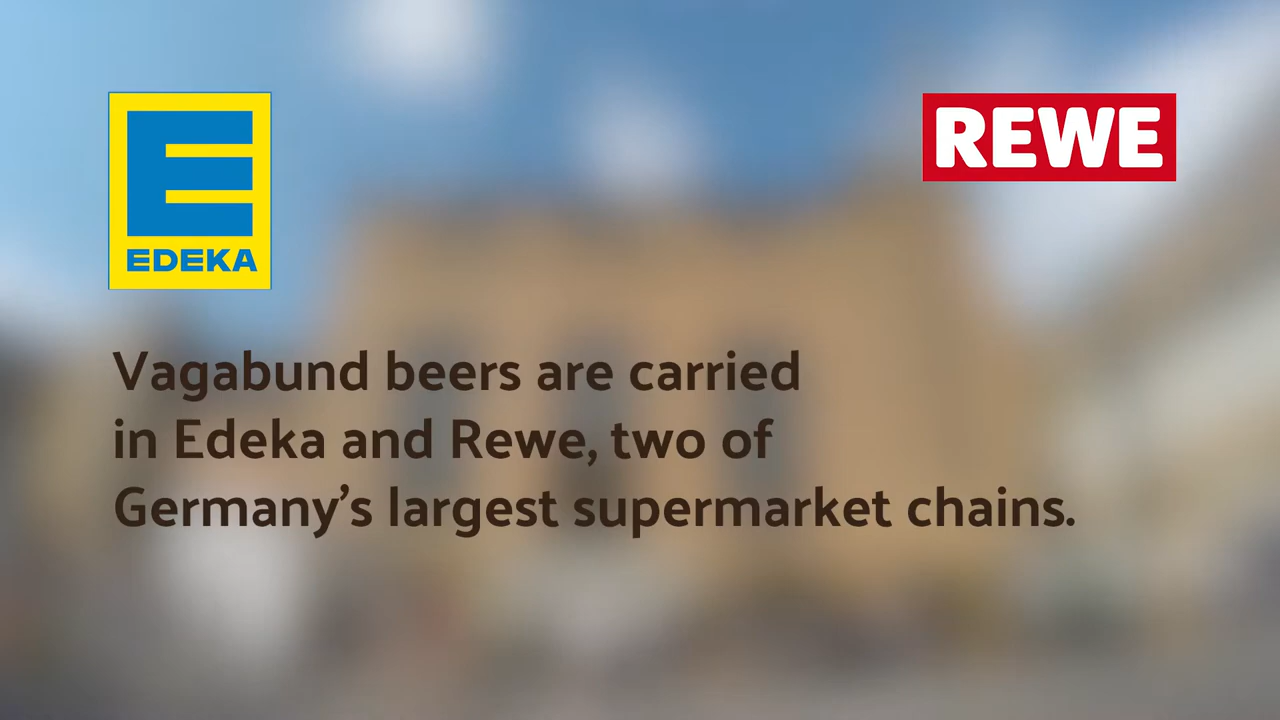 E
EDEKA
REWE
Vagabund beers are carried
in Edeka and Rewe, two of
Germany’s largest supermarket chains.